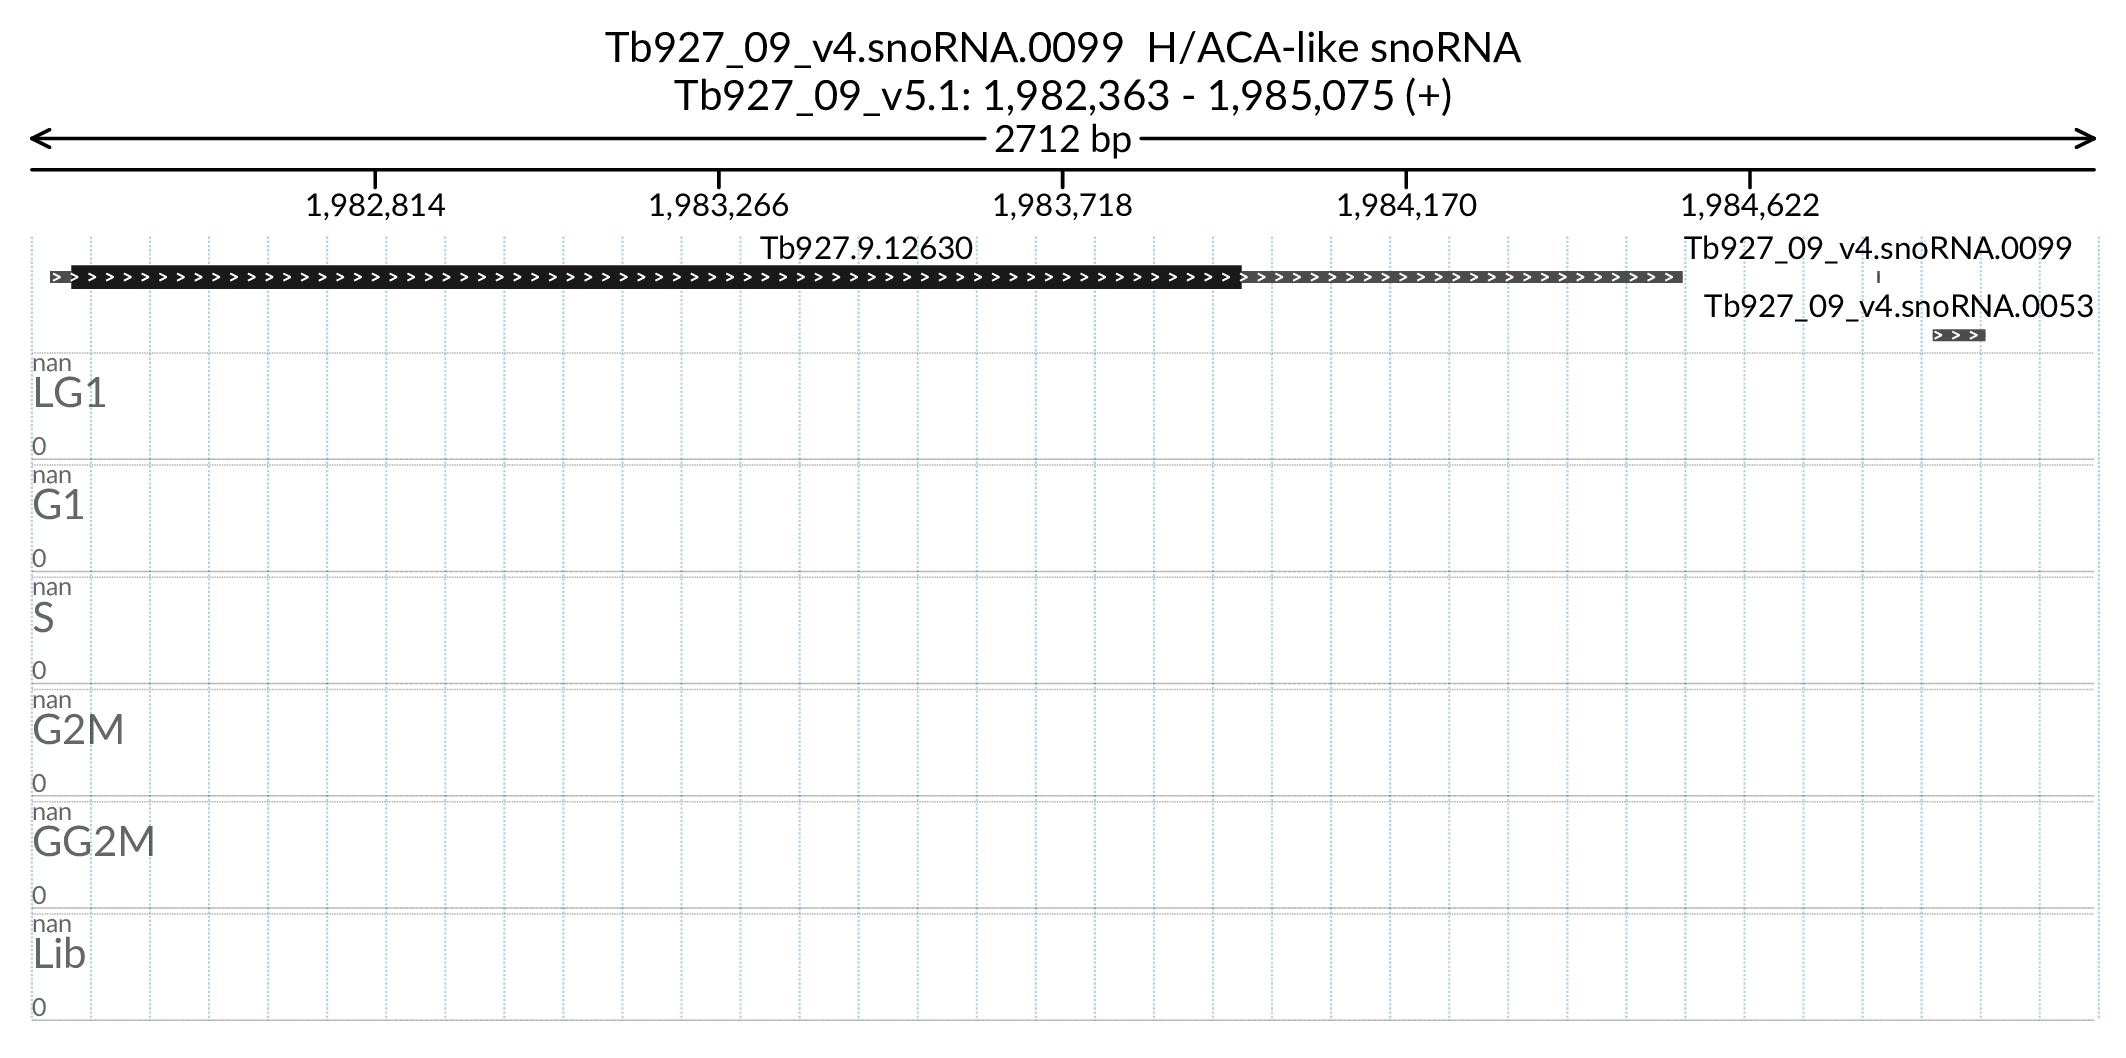 Tb927_09_v4.snoRNA.0099 H/ACA-like snoRNA
Tb927_09_v5.1: 1,982,363 - 1,985,075 (+)
2712 bp
1,982,814 1,983,266 1,983,718 1,984,170 1,984,622
Tb927.9.12630 Tb927_09_v4.snoRNA.0099
Tb927_09_v4.snoRNA.0053
nan
LG1
0
nan
G1
0
nan
S
0
nan
G2M
0
nan
GG2M
0
nan
Lib
0